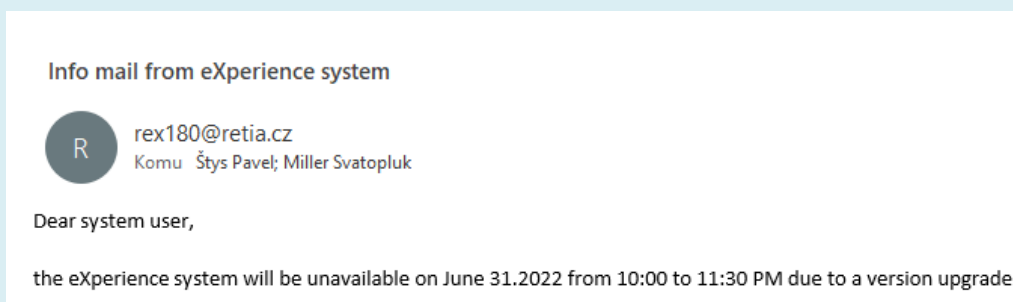 Info mail from eXperience system
R
rex180@retia.cz
Komu Štys Pavel; Miller Svatopluk
Dear system user,
the eXperience system will be unavailable on June 31.2022 from 10:00 to 11:30 PM due to a version upgrade